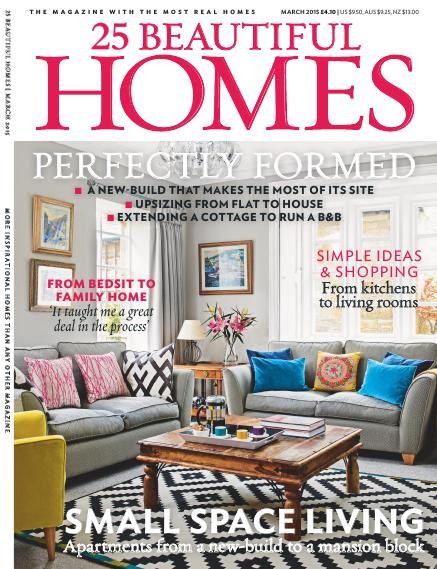 THE MAGAZINE WITH THE MOST REAL HOMES
MARCH 2015 £4.10 | US $9.50, AUS $9.25, NZ $13.00
25 BEAUTIFUL
HOMES
25 BEAUTIFUL HOMES | MARCH 2015
MORE INSPIRATIONAL HOMES THAN ANY OTHER MAGAZINE
PERFECTLY FORMED
A NEW-BUILD THAT MAKES THE MOST OF ITS SITE
UPSIZING FROM FLAT TO HOUSE
EXTENDING A COTTAGE TO RUN A B&B
SIMPLE IDEAS
& SHOPPING
From kitchens
to living rooms
FROM BEDSIT TO
FAMILY HOME
'It taught me a great
deal in the process'
SMALL SPACE LIVING
Apartments from a new-build to a mansion block